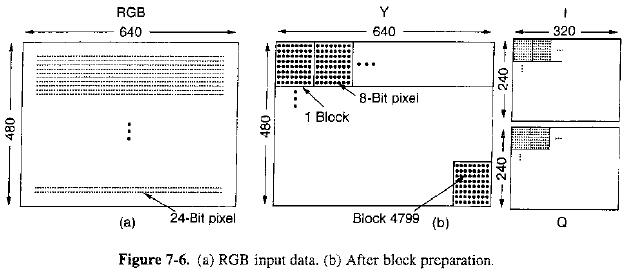 RGB
Y
I
640
640
320
480
480
240
240
8-Bit pixel
1 Block
24-Bit pixel
Block 4799
(a)
(b)
Q
Figure 7-6. (a) RGB input data. (b) After block preparation.